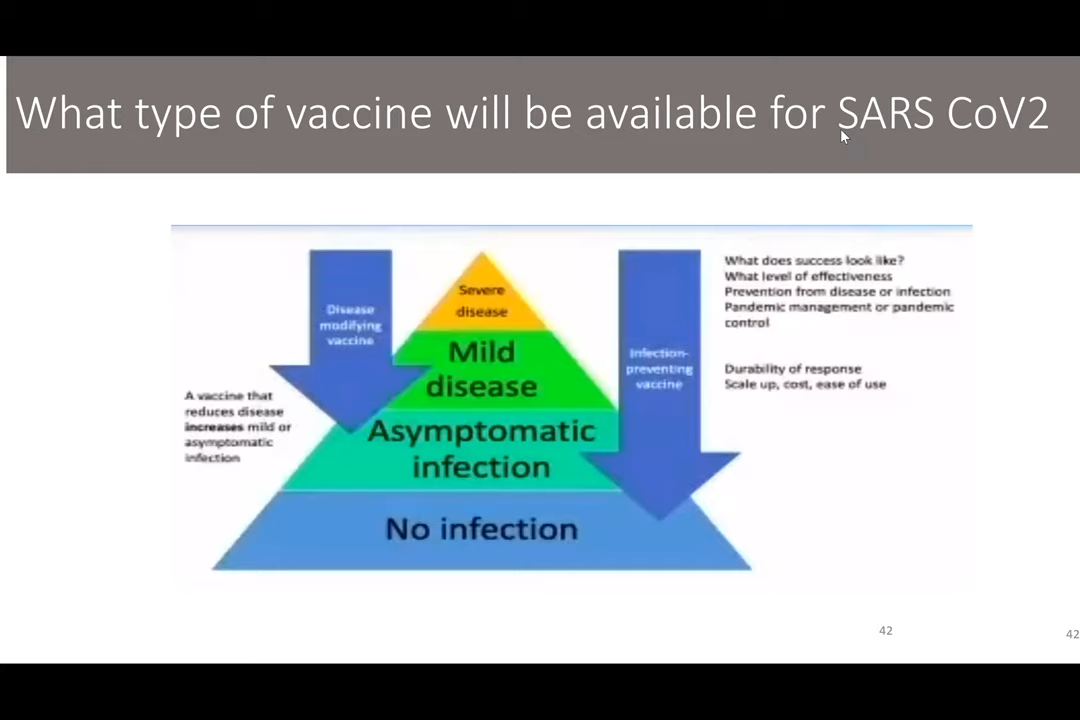 What type of vaccine will be available for SARS CoV2
Disease
modifying
vaccine
A vaccine that
reduces disease
increases mild or
asymptomatic
infection
Severe
disease
Mild
disease
Asymptomatic
infection
No infection
Infection-
preventing
vaccine
What does success look like?
What level of effectiveness
Prevention from disease or infection
Pandemic management or pandemic
control
Durability of response
Scale up, cost, ease of use
42
42